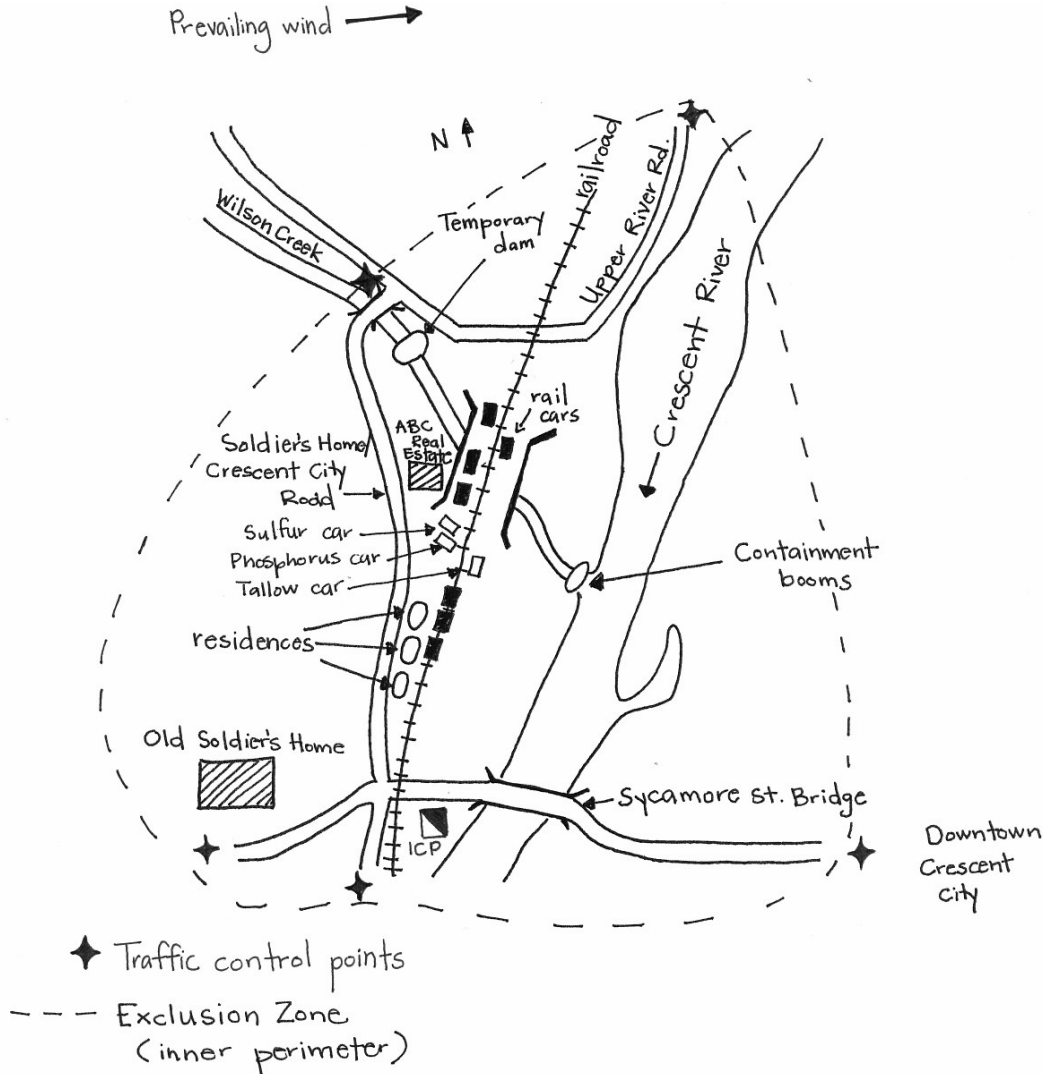 Prevailing wind
N
railroad
Upper River Rd.
Wilson Creek
Temporary
dam
Crescent River
rail
cars
ABC
Real
Estate
Soldier's Home/
Crescent City
Road
Sulfur car
Phosphorus car
Tallow car
Containment
booms
residences
Old Soldier's Home
Sycamore St. Bridge
ICP
Downtown
Crescent
City
Traffic control points
Exclusion Zone
(inner perimeter)